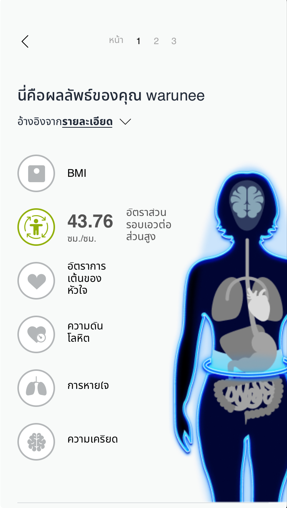 หน้า 1 2 3
นี่คือผลลัพธ์ของคุณ warunee
อ้างอิงจากรายละเอียด
BMI
43.76
ซม./ซม.
อัตราส่วน
รอบเอวต่อ
ส่วนสูง
อัตราการ
เต้นของ
หัวใจ
ความดัน
โลหิต
การหายใจ
ความเครียด